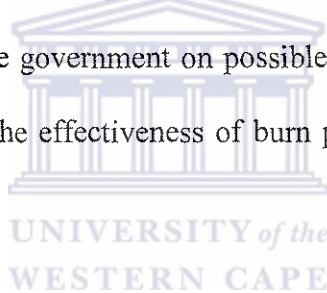 e government on possible
he effectiveness of burn p
UNIVERSITY of the
WESTERN CAPE